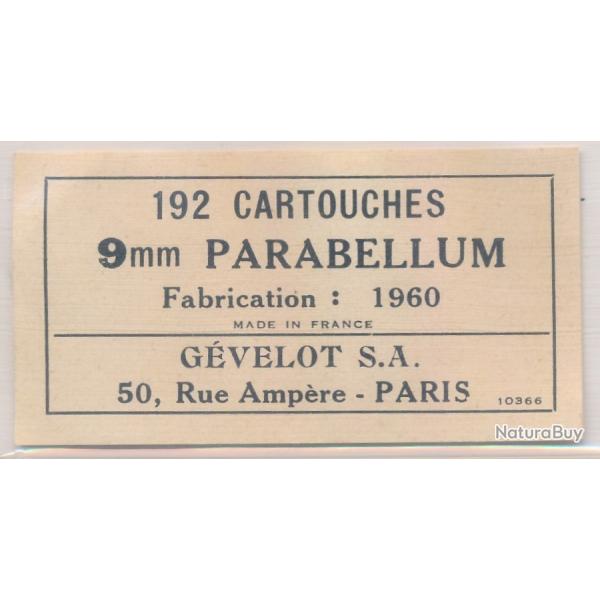 192 CARTOUCHES
9mm PARABELLUM
Fabrication : 1960
MADE IN FRANCE
GÉVELOT S.A.
50, Rue Ampère - PARIS
10366
NaturaBuy